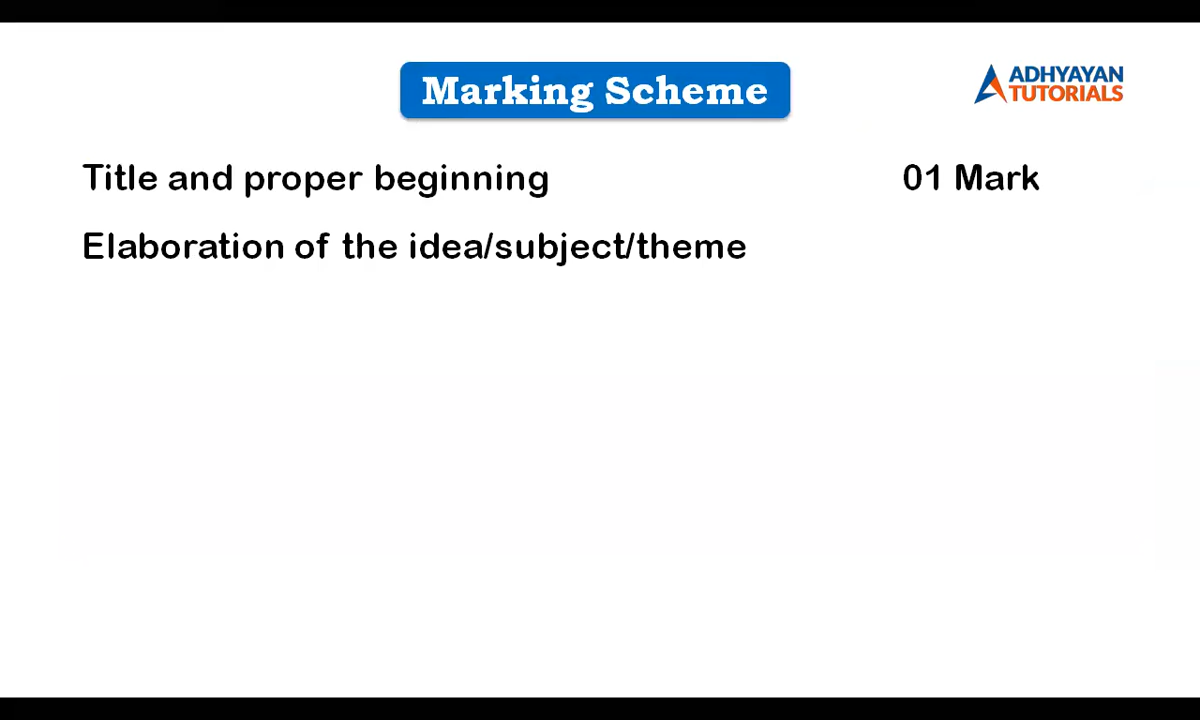 Marking Scheme
ADHYAYAN
TUTORIALS
Title and proper beginning 01 Mark
Elaboration of the idea/subject/theme